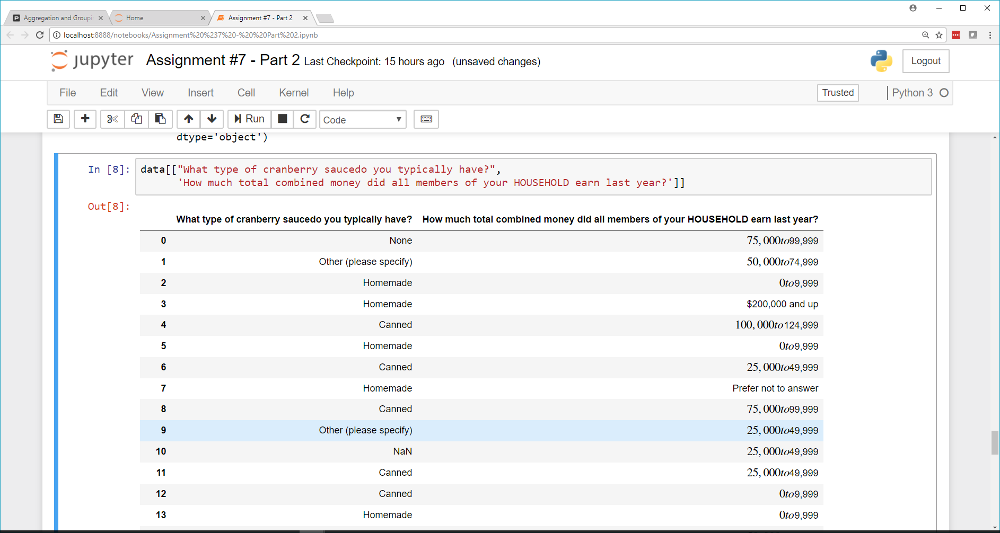 Aggregation and Groupi
Home
Assignment #7 - Part 2
localhost:8888/notebooks/Assignment%20%237%20-%20%20Part%202.ipynb
jupyter Assignment #7 - Part 2 Last Checkpoint: 15 hours ago (unsaved changes)
Logout
File Edit View Insert Cell Kernel Help
Trusted
Python 3
Run
Code
dtype='object')
In [8]: data[["What type of cranberry saucedo you typically have?",
'How much total combined money did all members of your HOUSEHOLD earn last year?']]
Out[8]:
What type of cranberry saucedo you typically have? How much total combined money did all members of your HOUSEHOLD earn last year?
0 None 75,000to99,999
1 Other (please specify) 50,000to74,999
2 Homemade 0to9,999
3 Homemade $200,000 and up
4 Canned 100,000to124,999
5 Homemade 0to9,999
6 Canned 25,000to49,999
7 Homemade Prefer not to answer
8 Canned 75,000to99,999
9 Other (please specify) 25,000to49,999
10 NaN 25,000to49,999
11 Canned 25,000to49,999
12 Canned 0to9,999
13 Homemade 0to9,999